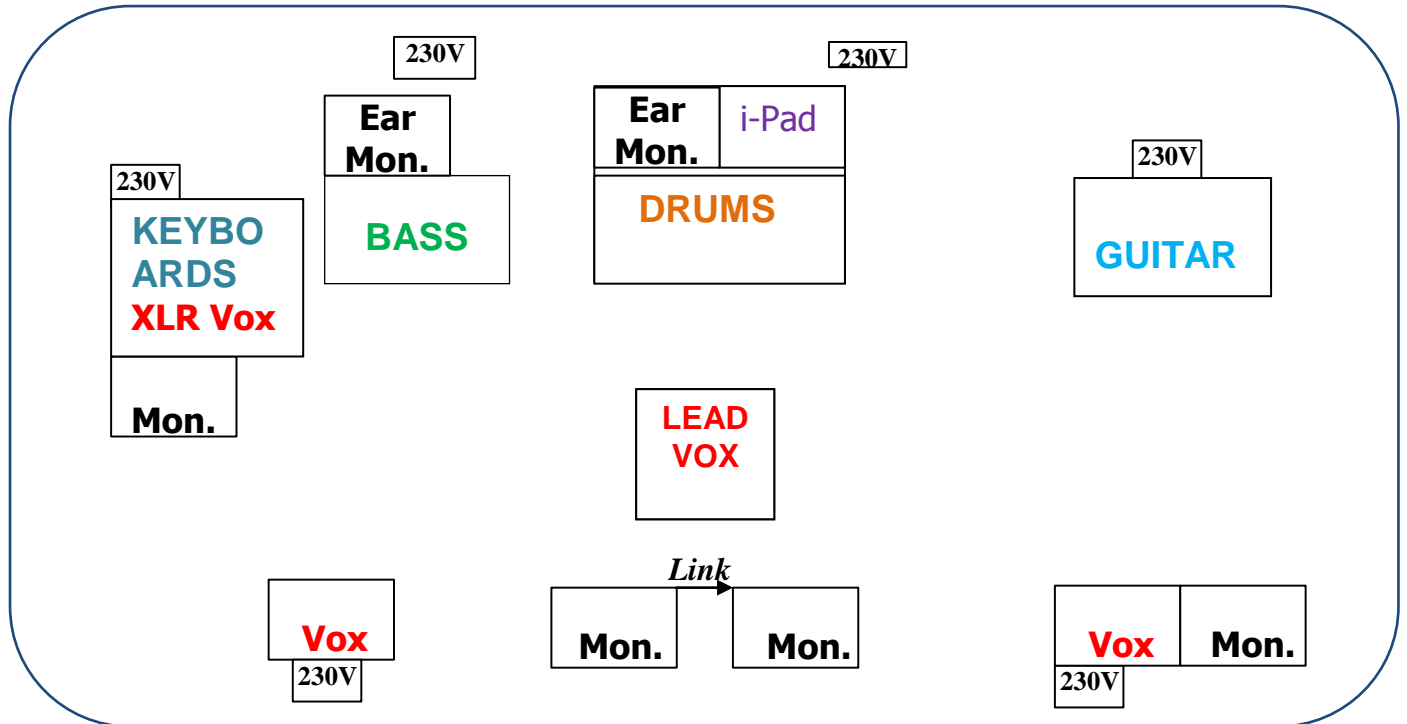 230V
230V
Ear
Mon.
Ear
Mon.
i-Pad
230V
230V
KEYBO
ARDS
XLR Vox
BASS
DRUMS
GUITAR
Mon.
LEAD
VOX
Link
Vox
Mon.
Mon.
Vox
Mon.
230V
230V